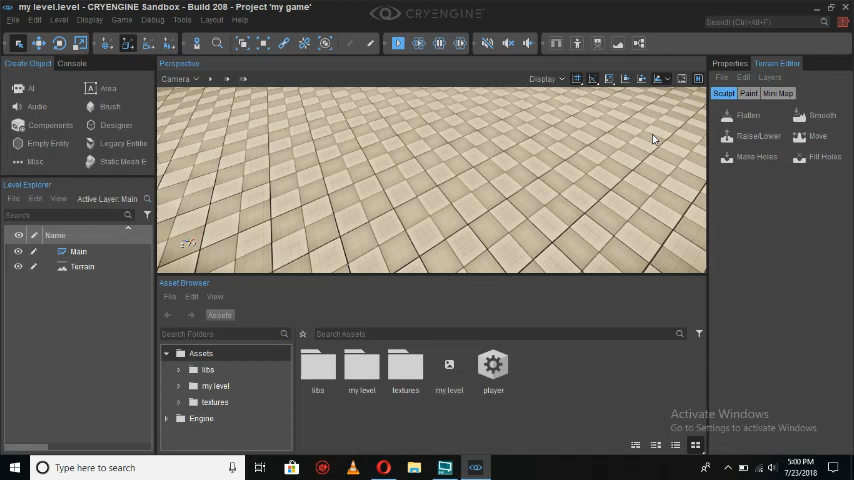 my level.level - CRYENGINE Sandbox - Build 208 - Project 'my game'
CRYENGINE
File Edit Level Display Game Debug Tools Layout Help
Search (Ctrl+Alt+F)
Create Object Console
Perspective
Properties Terrain Editor
Camera
Display
File Edit Layers
Sculpt Paint Mini Map
AI Area
Audio Brush
Components Designer
Empty Entity Legacy Entitie
Misc. Static Mesh E
Flatten Smooth
Raise/Lower Move
Make Holes Fill Holes
Level Explorer
File Edit View Active Layer: Main
Search
Name
Main
Terrain
Asset Browser
File Edit View
Assets
Search Folders
Search Assets
Assets
libs
my level
textures
Engine
libs my level textures my level player
Activate Windows
Go to Settings to activate Windows.
Type here to search
5:00 PM
7/23/2018